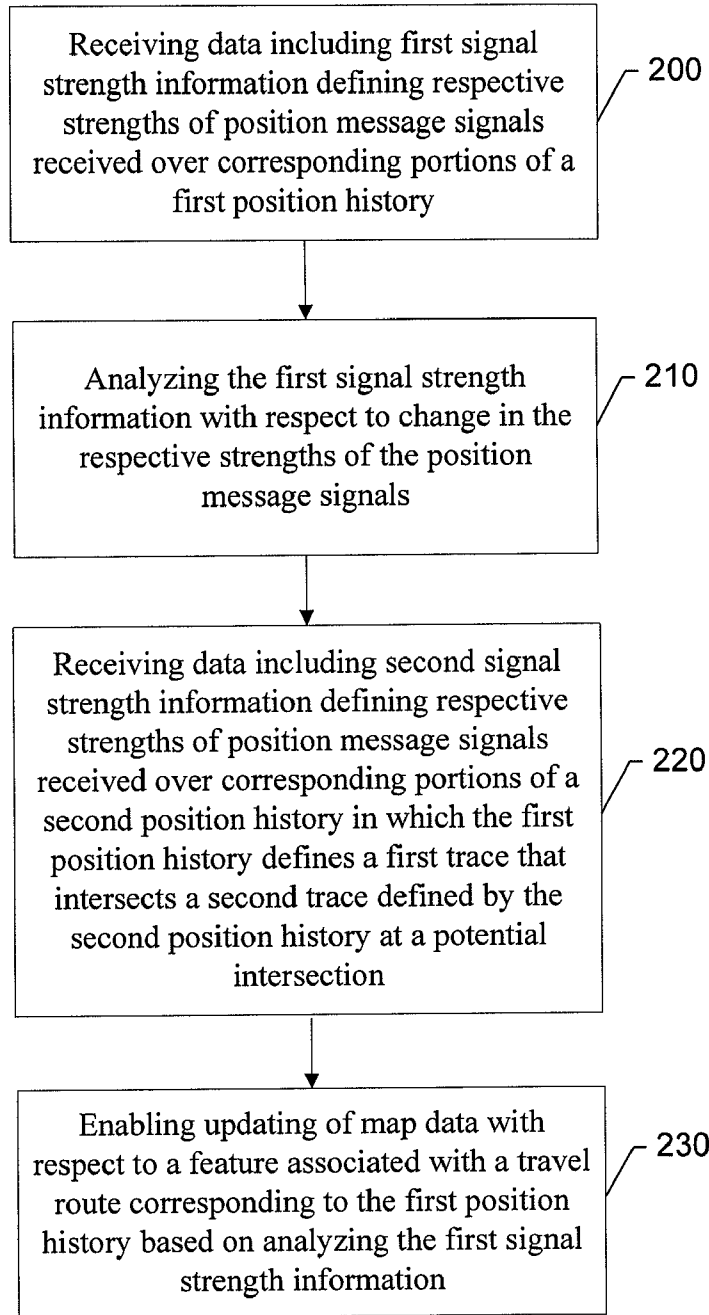 Receiving data including first signal
strength information defining respective
strengths of position message signals
received over corresponding portions of a
first position history
200
Analyzing the first signal strength
information with respect to change in the
respective strengths of the position
message signals
210
Receiving data including second signal
strength information defining respective
strengths of position message signals
received over corresponding portions of a
second position history in which the first
position history defines a first trace that
intersects a second trace defined by the
second position history at a potential
intersection
220
Enabling updating of map data with
respect to a feature associated with a travel
route corresponding to the first position
history based on analyzing the first signal
strength information
230